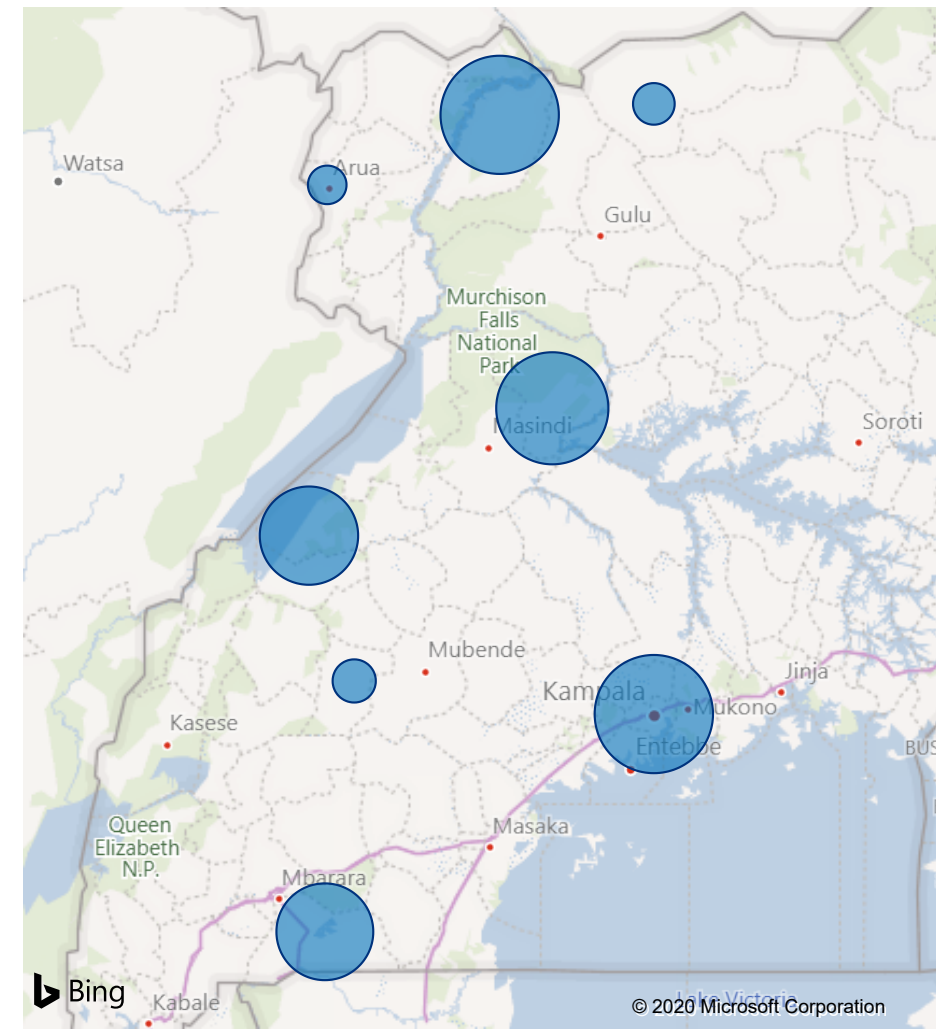 Watsa
Arua
Gulu
Murchison
Falls
National
Park
Masindi
Soroti
Mubende
Kampala
Jinja
Mukono
Kasese
Entebbe
BUS
Queen
Elizabeth
N.P.
Masaka
Mbarara
Bing
Kabale
Lake Victoria
© 2020 Microsoft Corporation